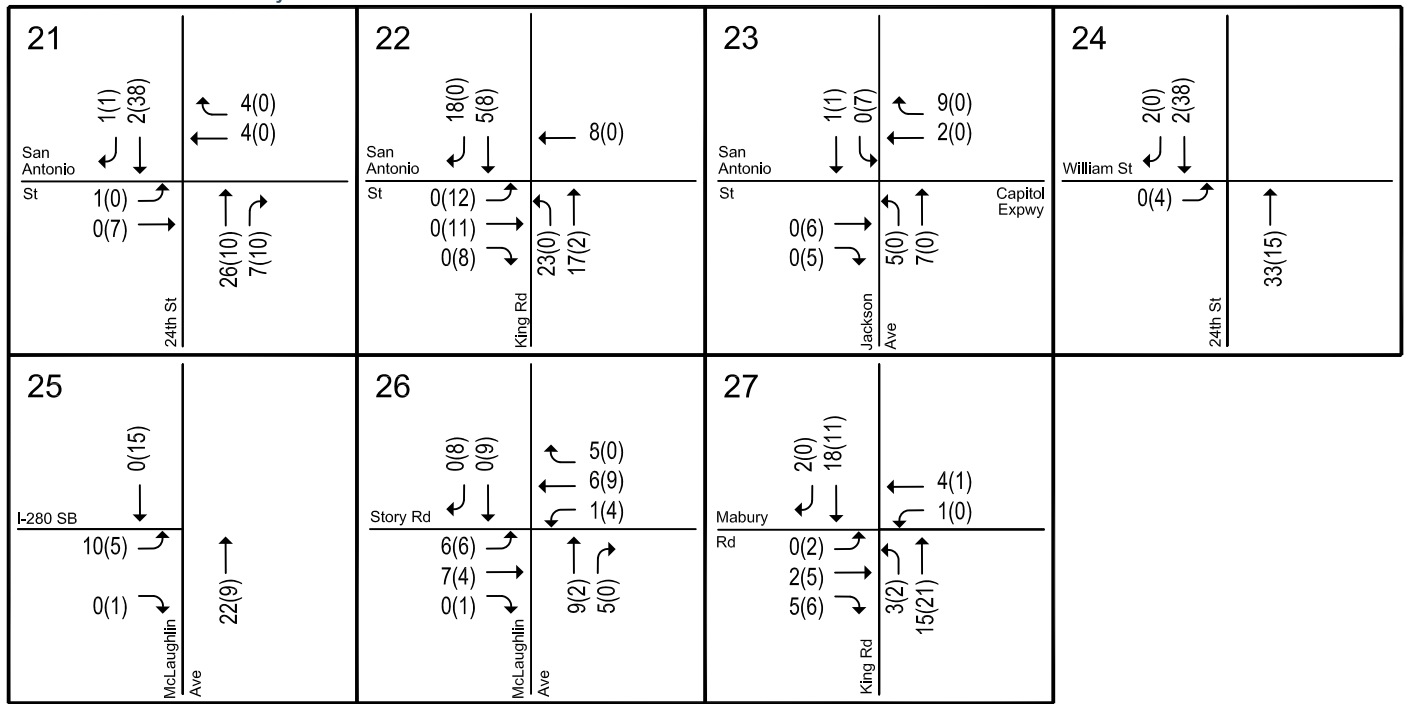 21
1(1)
2(38)
4(0)
4(0)
San
Antonio
St
1(0)
0(7)
26(10)
7(10)
24th St
22
18(0)
5(8)
8(0)
San
Antonio
St
0(12)
0(11)
0(8)
23(0)
17(2)
King Rd
23
1(1)
0(7)
9(0)
2(0)
San
Antonio
St
Capitol
Expwy
0(6)
0(5)
5(0)
7(0)
Jackson
Ave
24
2(0)
2(38)
William St
0(4)
33(15)
24th St
25
0(15)
I-280 SB
10(5)
0(1)
22(9)
McLaughlin
Ave
26
0(8)
0(9)
5(0)
6(9)
1(4)
Story Rd
6(6)
7(4)
0(1)
9(2)
5(0)
McLaughlin
Ave
27
2(0)
18(11)
4(1)
1(0)
Mabury
Rd
0(2)
2(5)
5(6)
3(2)
15(21)
King Rd